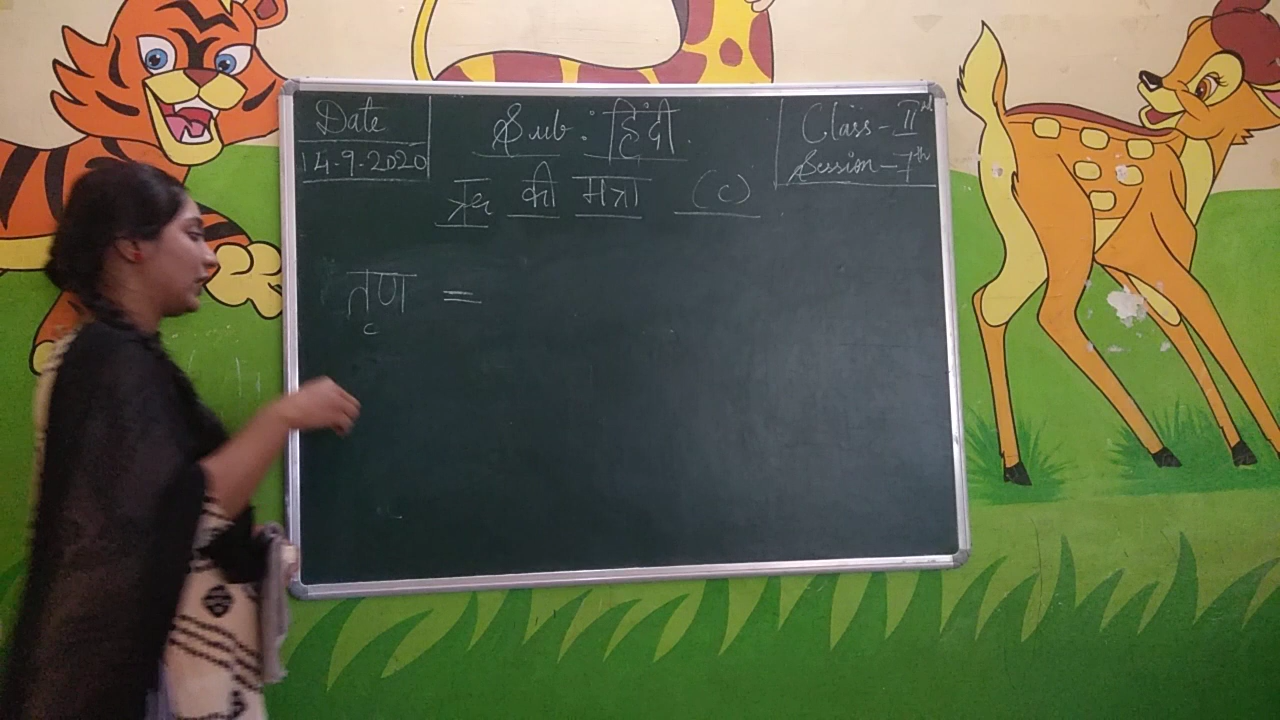 Date
14-9-2020
Sub: हिंदी.
Class-IInd
Session-7th
ऋ की मात्रा (ृ)
तृण =